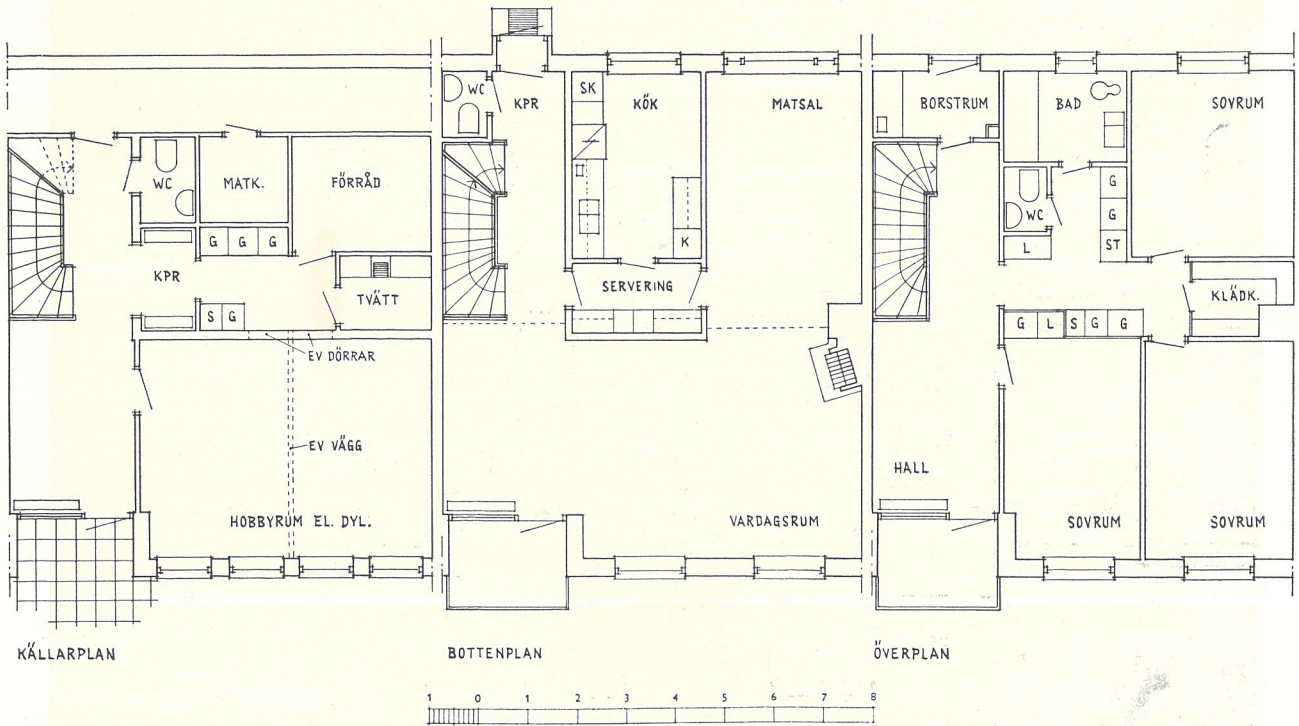 WC
MATK.
FÖRRÅD
G G G
KPR
S G
TVÄTT
EV DÖRRAR
EV VÄGG
HOBBYRUM EL. DYL.
KÄLLARPLAN
WC
KPR
SK
KÖK
MATSAL
K
SERVERING
VARDAGSRUM
BOTTENPLAN
BORSTRUM
BAD
SOVRUM
G
WC
G
L
ST
KLÄDK.
G L S G G
HALL
SOVRUM
SOVRUM
ÖVERPLAN
1 0 1 2 3 4 5 6 7 8